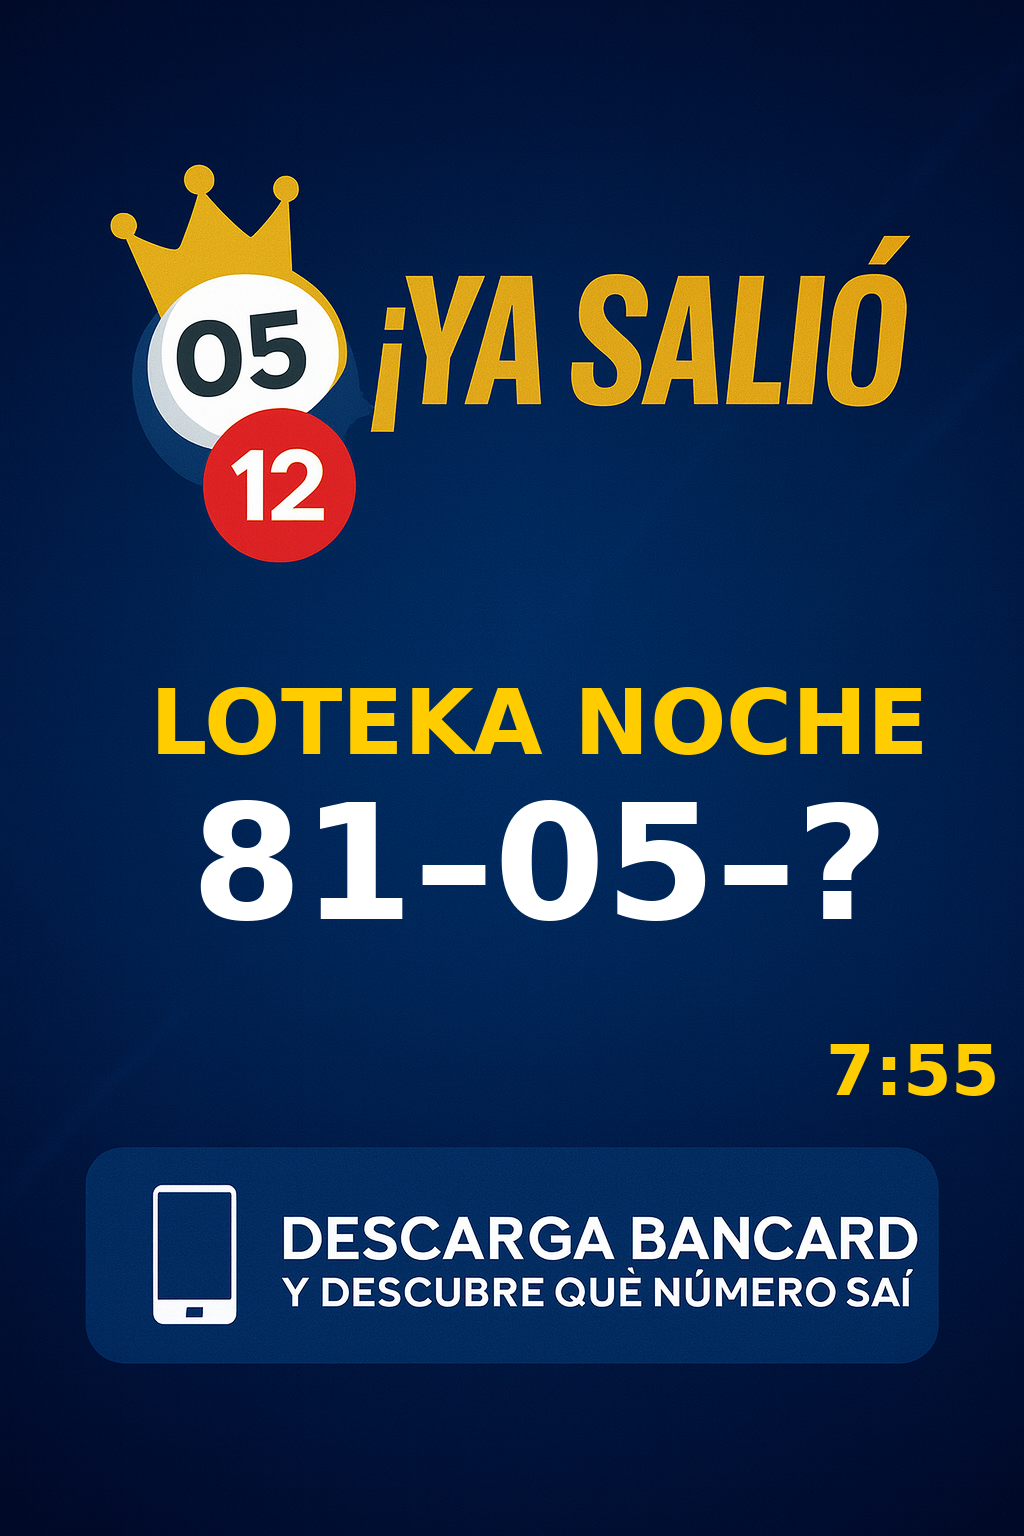 05
¡YA SALIÓ
12
LOTEKA NOCHE
81–05–?
7:55
DESCARGA BANCARD
Y DESCUBRE QUÈ NÚMERO SAÍ